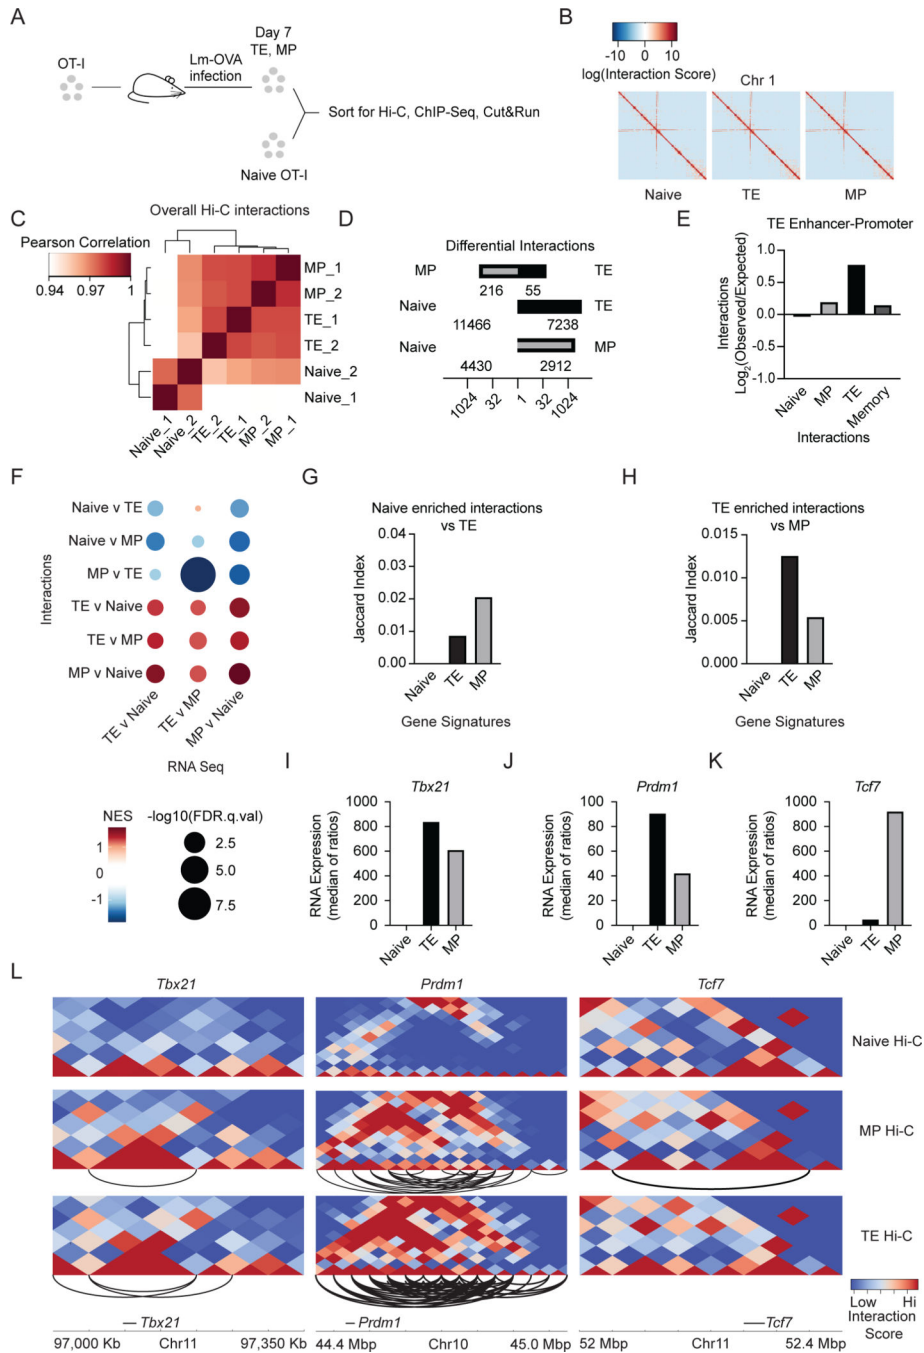 A
OT-I
Lm-OVA
infection
Day 7
TE, MP
Sort for Hi-C, ChIP-Seq, Cut&Run
Naive OT-I
B
-10 0 10
log(Interaction Score)
Chr 1
Naive TE MP
C
Overall Hi-C interactions
Pearson Correlation
0.94 0.97 1
MP_1
MP_2
TE_1
TE_2
Naive_2
Naive_1
Naive_1 Naive_2 TE_2 TE_1 MP_2 MP_1
D
Differential Interactions
MP TE
216 55
Naive TE
11466 7238
Naive MP
4430 2912
1024 32 1 32 1024
E
TE Enhancer-Promoter
Interactions
Log2(Observed/Expected)
1.0
0.5
0.0
-0.5
-1.0
Naive MP TE Memory
Interactions
F
Interactions
Naive v TE
Naive v MP
MP v TE
TE v Naive
TE v MP
MP v Naive
TE v Naive TE v MP MP v Naive
RNA Seq
NES
1
0
-1
-log10(FDR.q.val)
2.5
5.0
7.5
G
Naive enriched interactions
vs TE
Jaccard Index
0.04
0.03
0.02
0.01
0.00
Naive TE MP
Gene Signatures
H
TE enriched interactions
vs MP
Jaccard Index
0.015
0.010
0.005
0.000
Naive TE MP
Gene Signatures
I
Tbx21
RNA Expression
(median of ratios)
1000
800
600
400
200
0
Naive TE MP
J
Prdm1
RNA Expression
(median of ratios)
100
80
60
40
20
0
Naive TE MP
K
Tcf7
RNA Expression
(median of ratios)
1000
800
600
400
200
0
Naive TE MP
L
Tbx21 Prdm1 Tcf7
Naive Hi-C
MP Hi-C
TE Hi-C
Low Hi
Interaction
Score
Tbx21 Prdm1 Tcf7
97,000 Kb Chr11 97,350 Kb 44.4 Mbp Chr10 45.0 Mbp 52 Mbp Chr11 52.4 Mbp